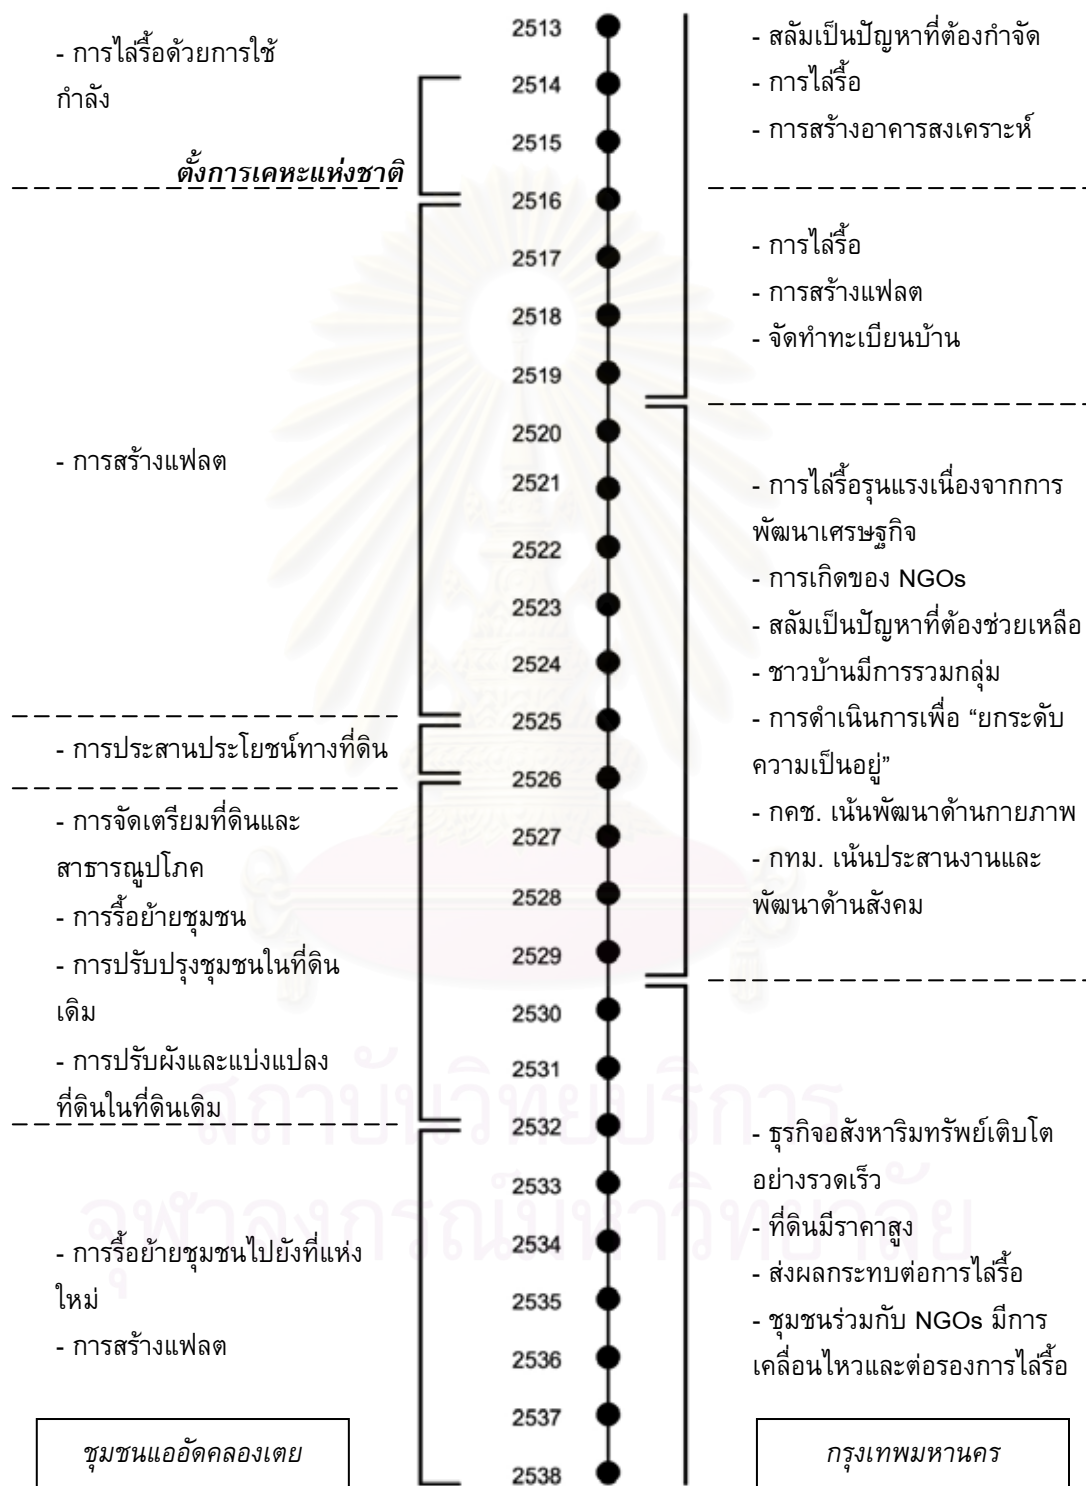 - การไล่รื้อด้วยการใช้
กำลัง
ตั้งการเคหะแห่งชาติ
- การสร้างแฟลต
- การประสานประโยชน์ทางที่ดิน
- การจัดเตรียมที่ดินและ
สาธารณูปโภค
- การรื้อย้ายชุมชน
- การปรับปรุงชุมชนในที่ดิน
เดิม
- การปรับผังและแบ่งแปลง
ที่ดินในที่ดินเดิม
- การรื้อย้ายชุมชนไปยังที่แห่ง
ใหม่
- การสร้างแฟลต
ชุมชนแออัดคลองเตย
2513
2514
2515
2516
2517
2518
2519
2520
2521
2522
2523
2524
2525
2526
2527
2528
2529
2530
2531
2532
2533
2534
2535
2536
2537
2538
- สลัมเป็นปัญหาที่ต้องกำจัด
- การไล่รื้อ
- การสร้างอาคารสงเคราะห์
- การไล่รื้อ
- การสร้างแฟลต
- จัดทำทะเบียนบ้าน
- การไล่รื้อรุนแรงเนื่องจากการ
พัฒนาเศรษฐกิจ
- การเกิดของ NGOs
- สลัมเป็นปัญหาที่ต้องช่วยเหลือ
- ชาวบ้านมีการรวมกลุ่ม
- การดำเนินการเพื่อ “ยกระดับ
ความเป็นอยู่”
- กคช. เน้นพัฒนาด้านกายภาพ
- กทม. เน้นประสานงานและ
พัฒนาด้านสังคม
- ธุรกิจอสังหาริมทรัพย์เติบโต
อย่างรวดเร็ว
- ที่ดินมีราคาสูง
- ส่งผลกระทบต่อการไล่รื้อ
- ชุมชนร่วมกับ NGOs มีการ
เคลื่อนไหวและต่อรองการไล่รื้อ
กรุงเทพมหานคร
สถาบันวิทยบริการ
จุฬาลงกรณ์มหาวิทยาลัย